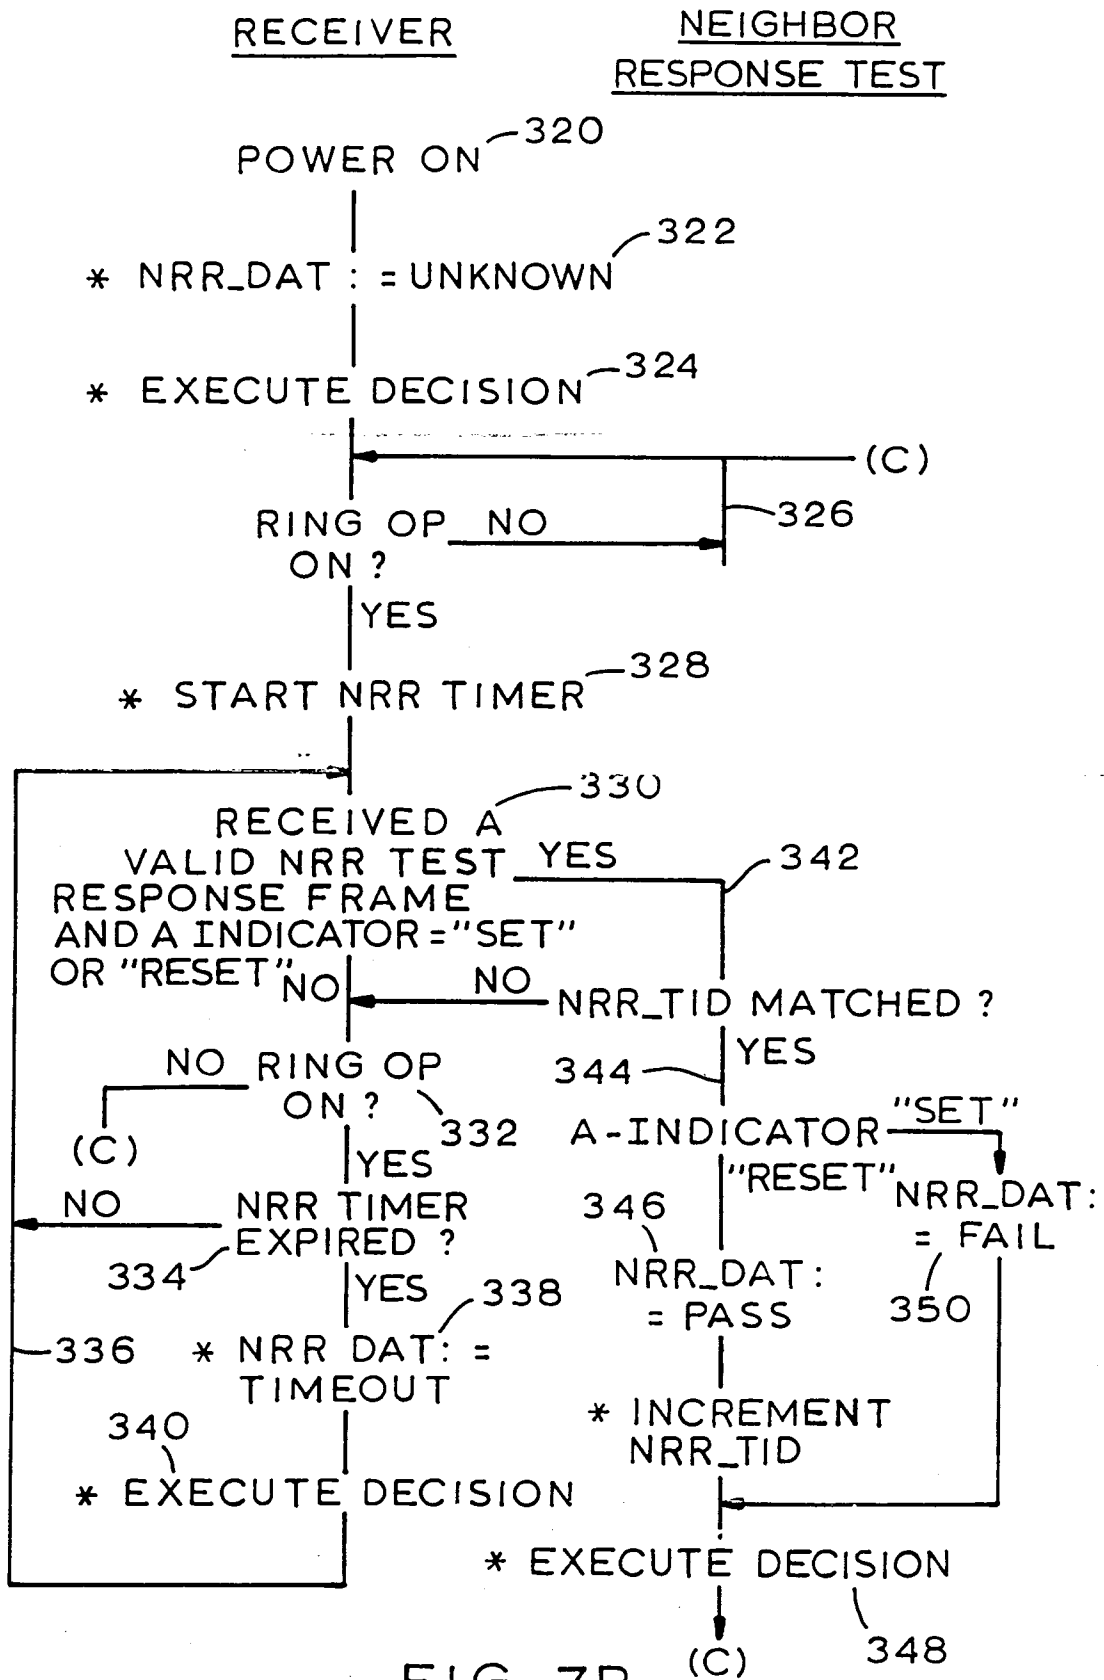 RECEIVER
NEIGHBOR
RESPONSE TEST
320
POWER ON
322
* NRR_DAT : = UNKNOWN
324
* EXECUTE DECISION
(C)
326
RING OP NO
ON ?
YES
328
* START NRR TIMER
330
RECEIVED A
VALID NRR TEST YES
342
RESPONSE FRAME
AND A INDICATOR = "SET"
OR "RESET" NO
NO
NRR_TID MATCHED ?
YES
344
NO RING OP
ON ?
332
(C)
YES
A-INDICATOR "SET"
"RESET"
NRR_DAT:
= FAIL
350
NO
NRR TIMER
EXPIRED ?
334
YES
346
NRR_DAT:
= PASS
338
336
* NRR DAT: =
TIMEOUT
* INCREMENT
NRR_TID
340
* EXECUTE DECISION
* EXECUTE DECISION
348
(C)